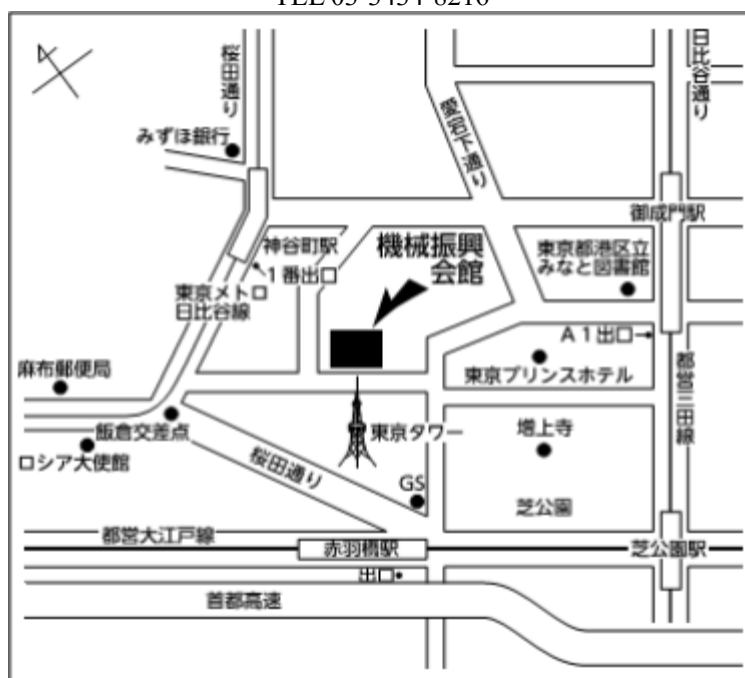 TEL 03-3434-8216
桜田通り
日比谷通り
みずほ銀行
愛宕下通り
御成門駅
神谷町駅
機械振興
会館
東京都港区立
みなと図書館
1番出口
東京メトロ
日比谷線
A1出口→
麻布郵便局
東京プリンスホテル
都営三田線
飯倉交差点
東京タワー
増上寺
ロシア大使館
桜田通り
GS
芝公園
都営大江戸線
赤羽橋駅
芝公園駅
出口
首都高速